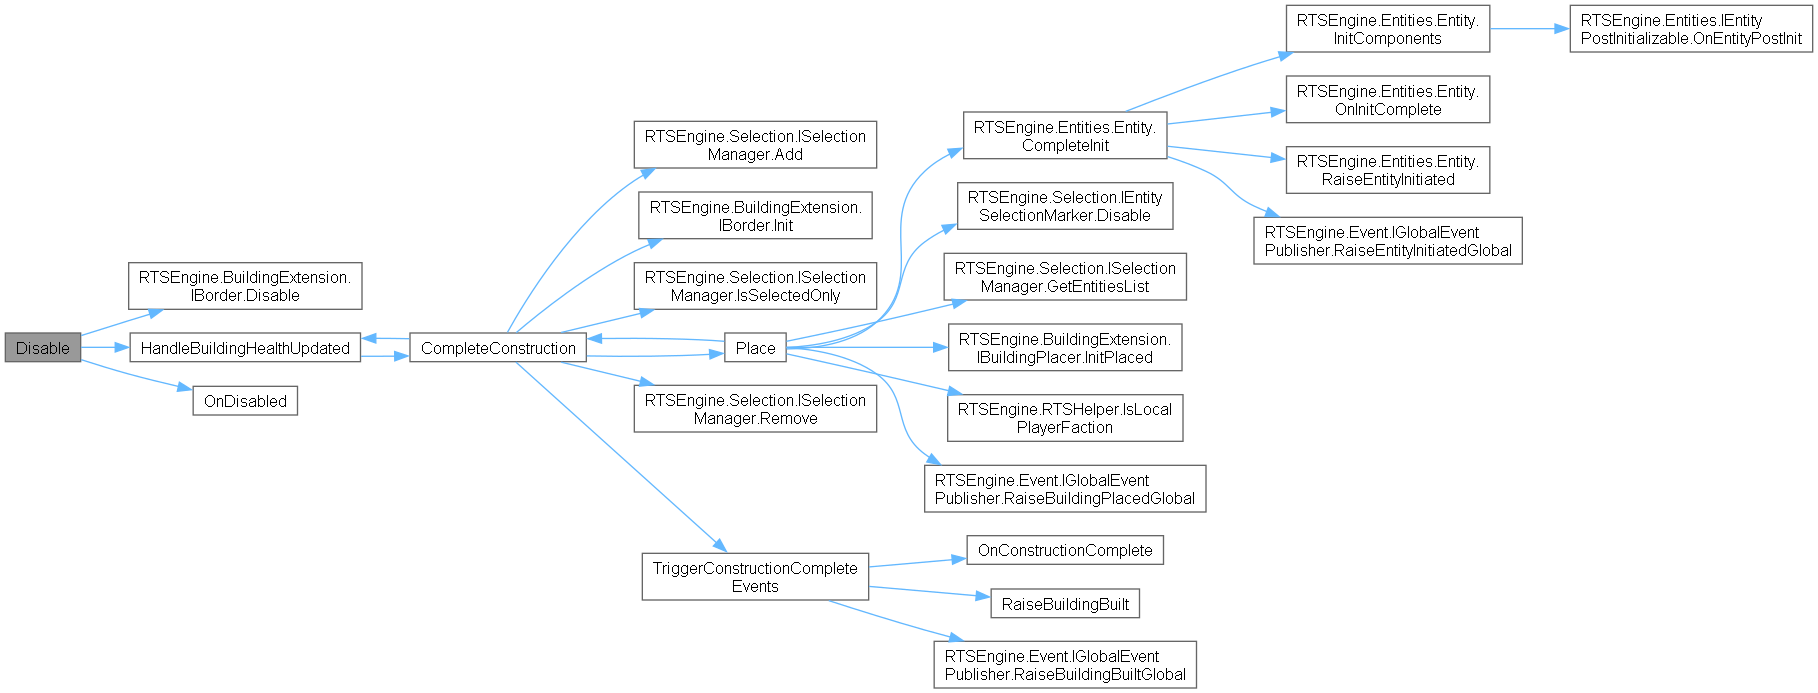 Disable
RTSEngine.BuildingExtension.
IBorder.Disable
HandleBuildingHealthUpdated
OnDisabled
CompleteConstruction
RTSEngine.Selection.ISelection
Manager.Add
RTSEngine.BuildingExtension.
IBorder.Init
RTSEngine.Selection.ISelection
Manager.IsSelectedOnly
Place
RTSEngine.Selection.ISelection
Manager.Remove
TriggerConstructionComplete
Events
RTSEngine.Entities.Entity.
CompleteInit
RTSEngine.Selection.IEntity
SelectionMarker.Disable
RTSEngine.Selection.ISelection
Manager.GetEntitiesList
RTSEngine.BuildingExtension.
IBuildingPlacer.InitPlaced
RTSEngine.RTSHelper.IsLocal
PlayerFaction
RTSEngine.Event.IGlobalEvent
Publisher.RaiseBuildingPlacedGlobal
OnConstructionComplete
RaiseBuildingBuilt
RTSEngine.Event.IGlobalEvent
Publisher.RaiseBuildingBuiltGlobal
RTSEngine.Entities.Entity.
InitComponents
RTSEngine.Entities.Entity.
OnInitComplete
RTSEngine.Entities.Entity.
RaiseEntityInitiated
RTSEngine.Event.IGlobalEvent
Publisher.RaiseEntityInitiatedGlobal
RTSEngine.Entities.IEntity
PostInitializable.OnEntityPostInit